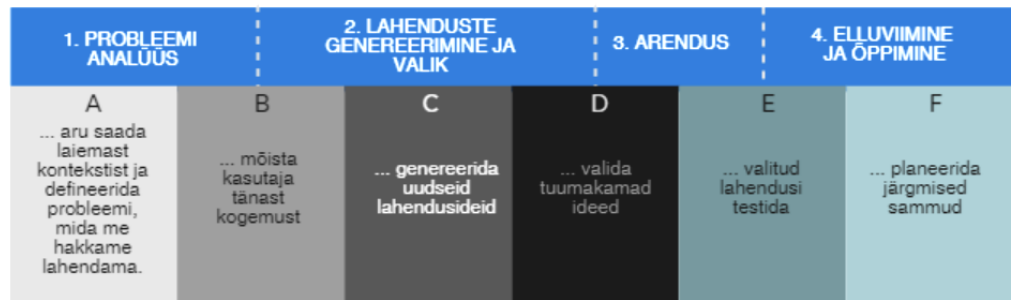 1. PROBLEEMI
ANALÜÜS
2. LAHENDUSTE
GENEREERIMINE JA
VALIK
3. ARENDUS
4. ELLUVIIMINE
JA ÕPPIMINE
A
... aru saada
laiemast
kontekstist ja
defineerida
probleemi,
mida me
hakkame
lahendama.
B
... mõista
kasutaja
tänast
kogemust
C
... genereerida
uudseid
lahendusideid
D
... valida
tuumakamad
ideed
E
... valitud
lahendusi
testida
F
... planeerida
järgmised
sammud